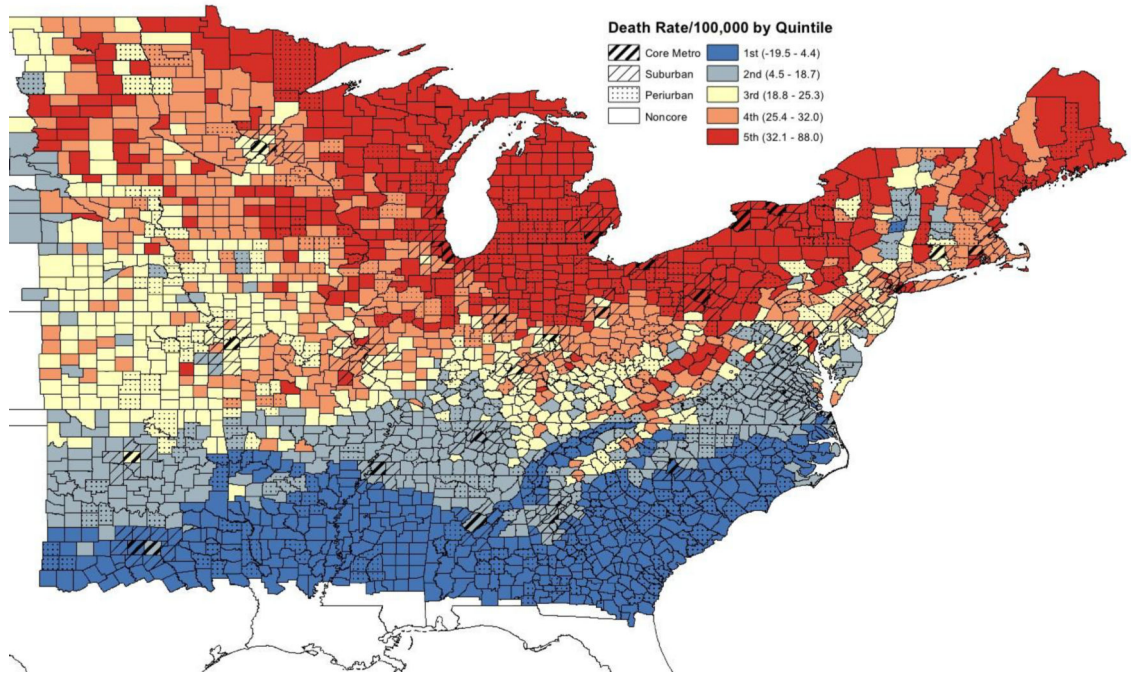 Death Rate/100,000 by Quintile
Core Metro 1st (-19.5 - 4.4)
Suburban 2nd (4.5 - 18.7)
Periurban 3rd (18.8 - 25.3)
Noncore 4th (25.4 - 32.0)
5th (32.1 - 88.0)